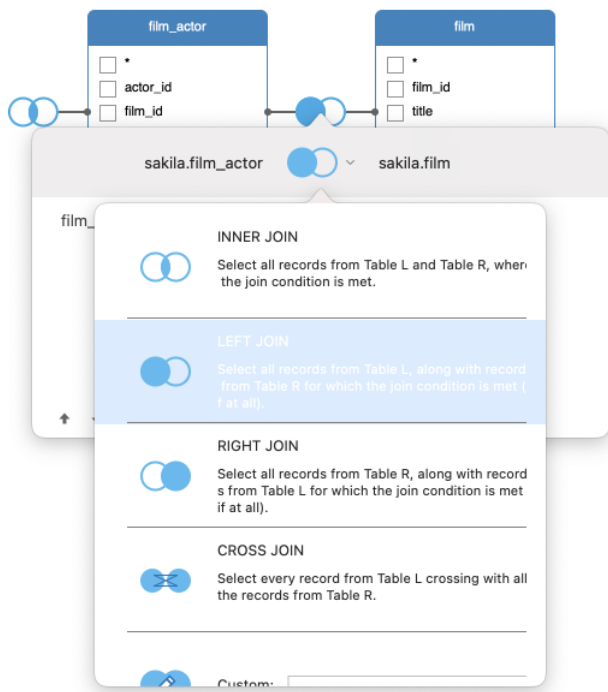 film_actor
film
*
*
actor_id
film_id
film_id
title
sakila.film_actor
sakila.film
film_
INNER JOIN
Select all records from Table L and Table R, where
the join condition is met.
LEFT JOIN
Select all records from Table L, along with record
from Table R for which the join condition is met (
f at all).
RIGHT JOIN
Select all records from Table R, along with record
s from Table L for which the join condition is met
if at all).
CROSS JOIN
Select every record from Table L crossing with all
the records from Table R.
Custom: